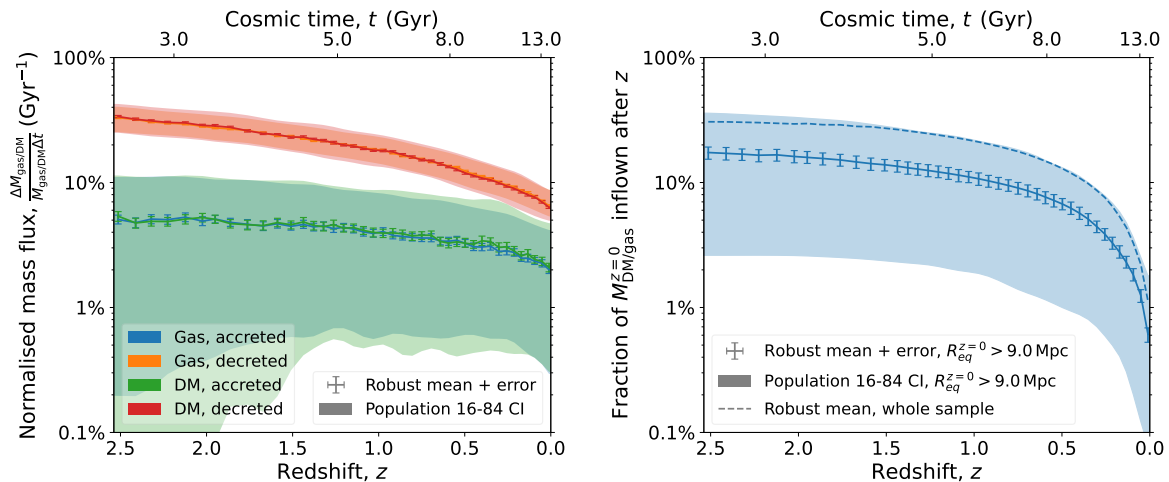 Cosmic time, t (Gyr)
3.0 5.0 8.0 13.0
100%
10%
1%
0.1%
Normalised mass flux, ΔM_gas/DM / M_gas/DM Δt (Gyr⁻¹)
Gas, accreted
Gas, decreted
DM, accreted
DM, decreted
Robust mean + error
Population 16-84 CI
2.5 2.0 1.5 1.0 0.5 0.0
Redshift, z
Cosmic time, t (Gyr)
3.0 5.0 8.0 13.0
100%
10%
1%
0.1%
Fraction of M^{z=0}_{DM/gas} inflown after z
Robust mean + error, R^{z=0}_{eq} > 9.0 Mpc
Population 16-84 CI, R^{z=0}_{eq} > 9.0 Mpc
Robust mean, whole sample
2.5 2.0 1.5 1.0 0.5 0.0
Redshift, z